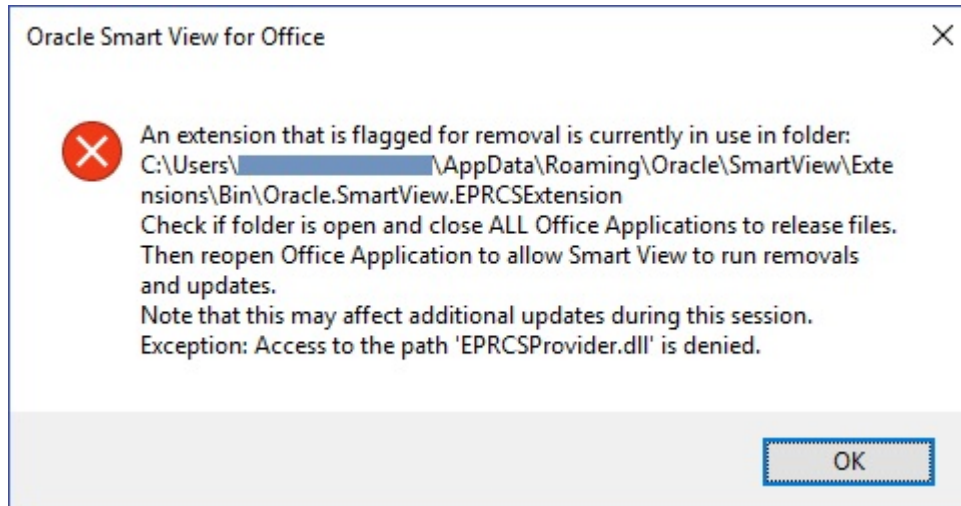 Oracle Smart View for Office
An extension that is flagged for removal is currently in use in folder:
C:\Users\ \AppData\Roaming\Oracle\SmartView\Exte
nsions\Bin\Oracle.SmartView.EPRCSExtension
Check if folder is open and close ALL Office Applications to release files.
Then reopen Office Application to allow Smart View to run removals
and updates.
Note that this may affect additional updates during this session.
Exception: Access to the path 'EPRCSProvider.dll' is denied.
OK